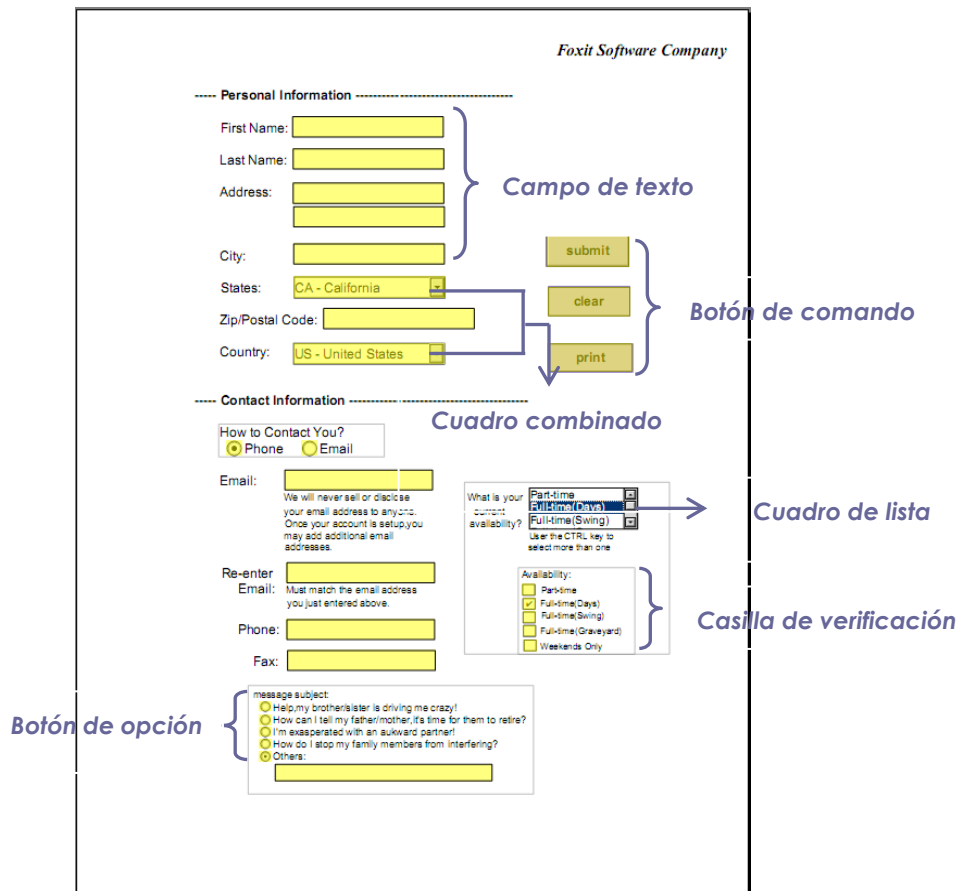 Foxit Software Company
----- Personal Information -----------------------------------
First Name:
Last Name:
Address:
Campo de texto
City:
submit
States: CA - California
clear
Botón de comando
Zip/Postal Code:
Country: US - United States
print
----- Contact Information ----------------------------------------
Cuadro combinado
How to Contact You?
Phone Email
Email:
We will never sell or disclose
your email address to anyone.
Once your account is setup,you
may add additional email
addresses.
What is your
current
availability?
Part-time
Full-time(Days)
Full-time(Swing)
User the CTRL key to
select more than one
Cuadro de lista
Re-enter
Email:
Must match the email address
you just entered above.
Availability:
Part-time
Full-time(Days)
Full-time(Swing)
Full-time(Graveyard)
Weekends Only
Casilla de verificación
Phone:
Fax:
message subject:
Help,my brother/sister is driving me crazy!
How can I tell my father/mother,it's time for them to retire?
I'm exasperated with an aukward partner!
How do I stop my family members from interfering?
Others:
Botón de opción